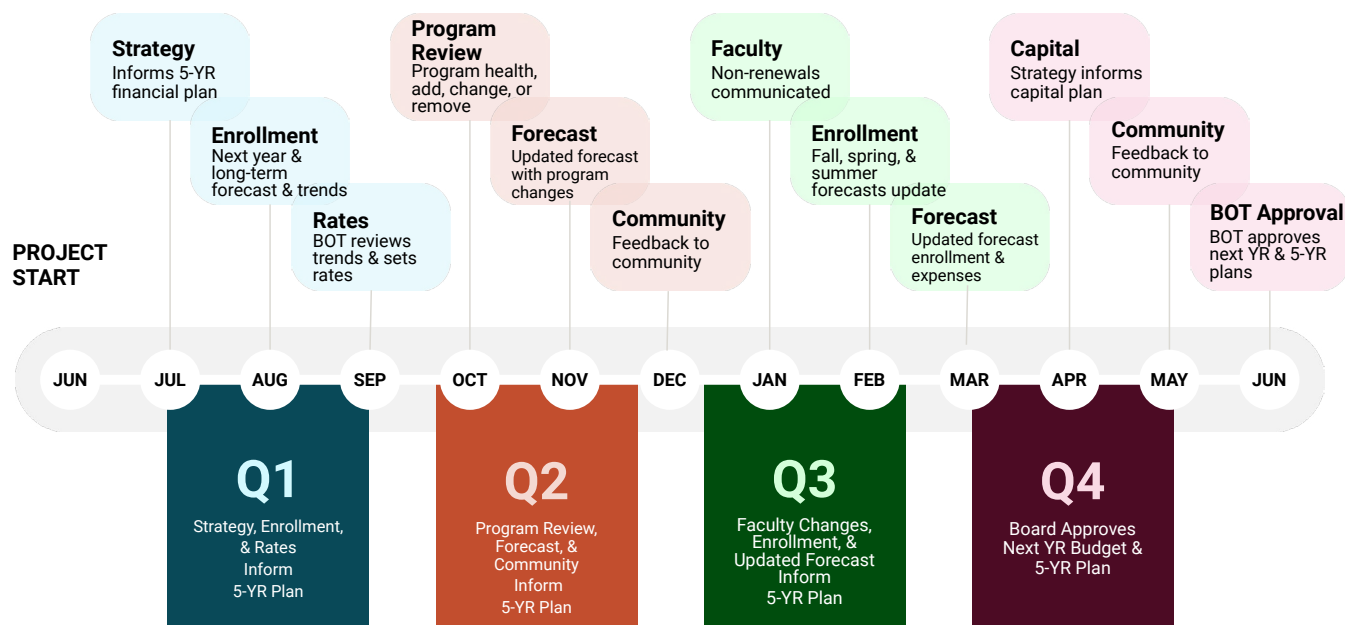 Strategy
Informs 5-YR
financial plan
Enrollment
Next year &
long-term
forecast & trends
Rates
BOT reviews
trends & sets
rates
Program
Review
Program health,
add, change, or
remove
Forecast
Updated forecast
with program
changes
Community
Feedback to
community
Faculty
Non-renewals
communicated
Enrollment
Fall, spring, &
summer
forecasts update
Forecast
Updated forecast
enrollment &
expenses
Capital
Strategy informs
capital plan
Community
Feedback to
community
BOT Approval
BOT approves
next YR & 5-YR
plans
PROJECT
START
JUN
JUL
AUG
SEP
OCT
NOV
DEC
JAN
FEB
MAR
APR
MAY
JUN
Q1
Strategy, Enrollment,
& Rates
Inform
5-YR Plan
Q2
Program Review,
Forecast, &
Community
Inform
5-YR Plan
Q3
Faculty Changes,
Enrollment, &
Updated Forecast
Inform
5-YR Plan
Q4
Board Approves
Next YR Budget &
5-YR Plan